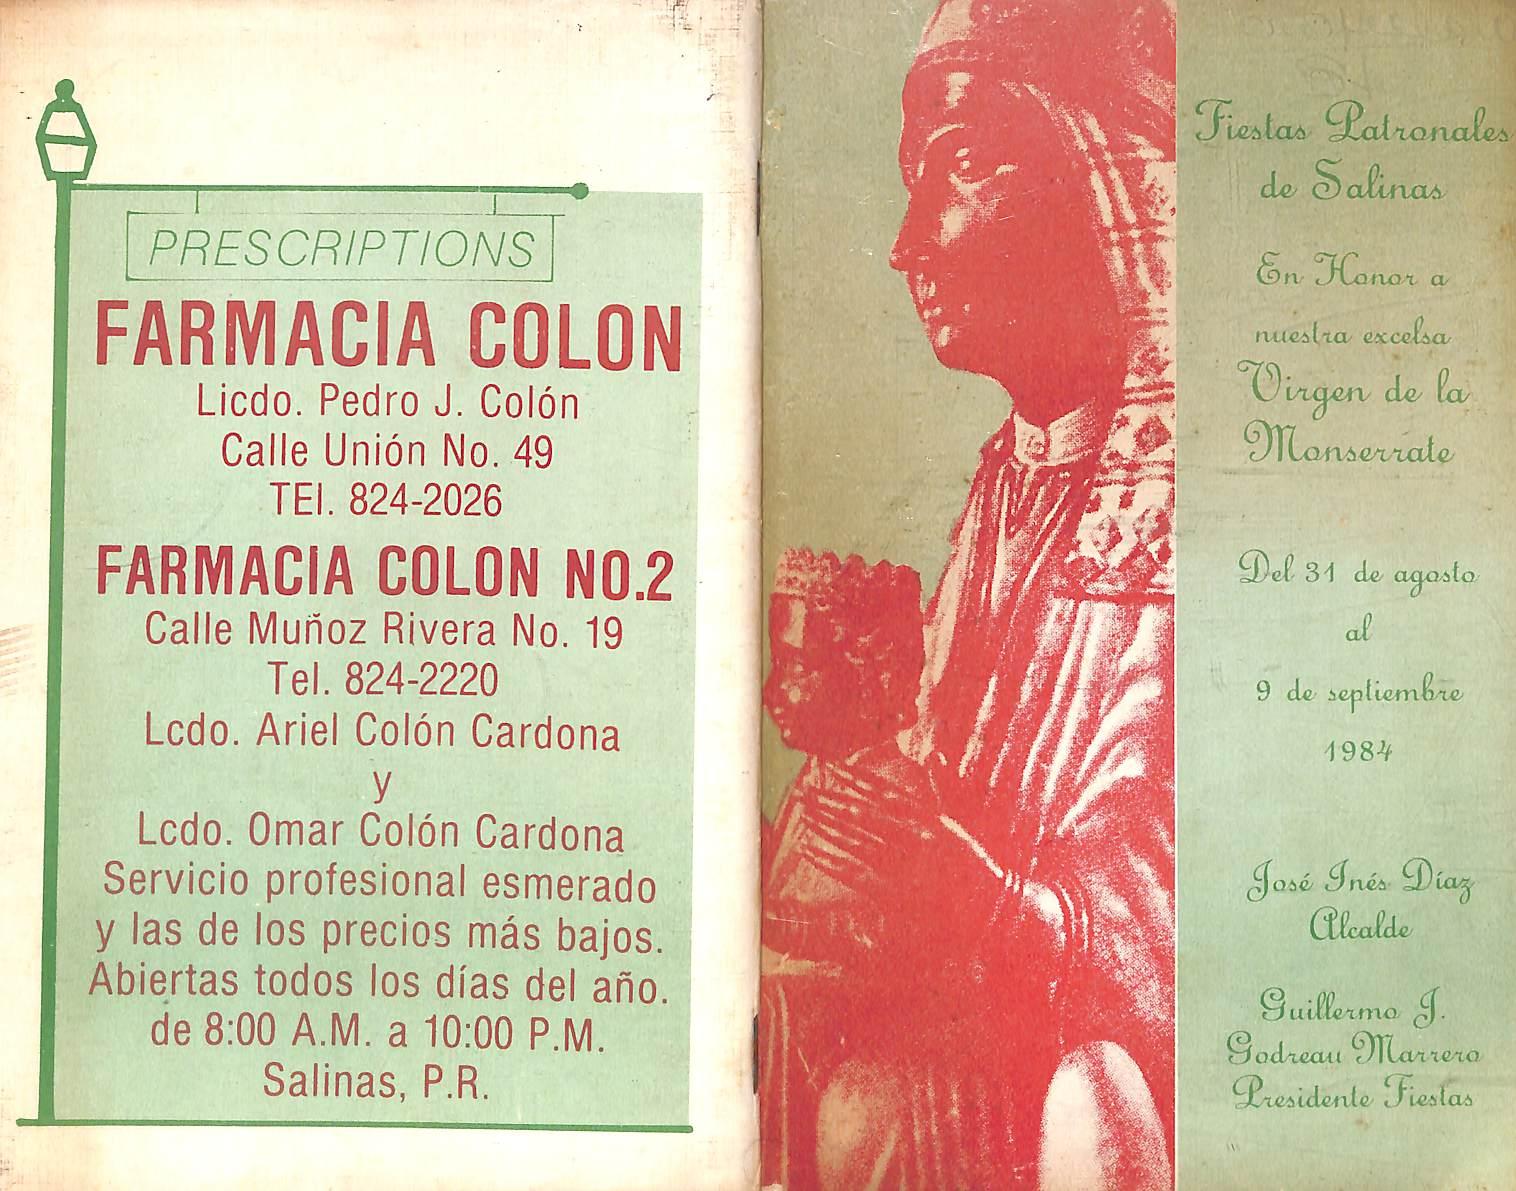 PRESCRIPTIONS
FARMACIA COLON
Licdo. Pedro J. Colón
Calle Unión No. 49
TEl. 824-2026
FARMACIA COLON NO.2
Calle Muñoz Rivera No. 19
Tel. 824-2220
Lcdo. Ariel Colón Cardona
y
Lcdo. Omar Colón Cardona
Servicio profesional esmerado
y las de los precios más bajos.
Abiertas todos los días del año.
de 8:00 A.M. a 10:00 P.M.
Salinas, P.R.
Fiestas Patronales
de Salinas
En Honor a
nuestra excelsa
Virgen de la
Monserrate
Del 31 de agosto
al
9 de septiembre
1984
José Inés Díaz
Alcalde
Guillermo J.
Godreau Marrero
Presidente Fiestas